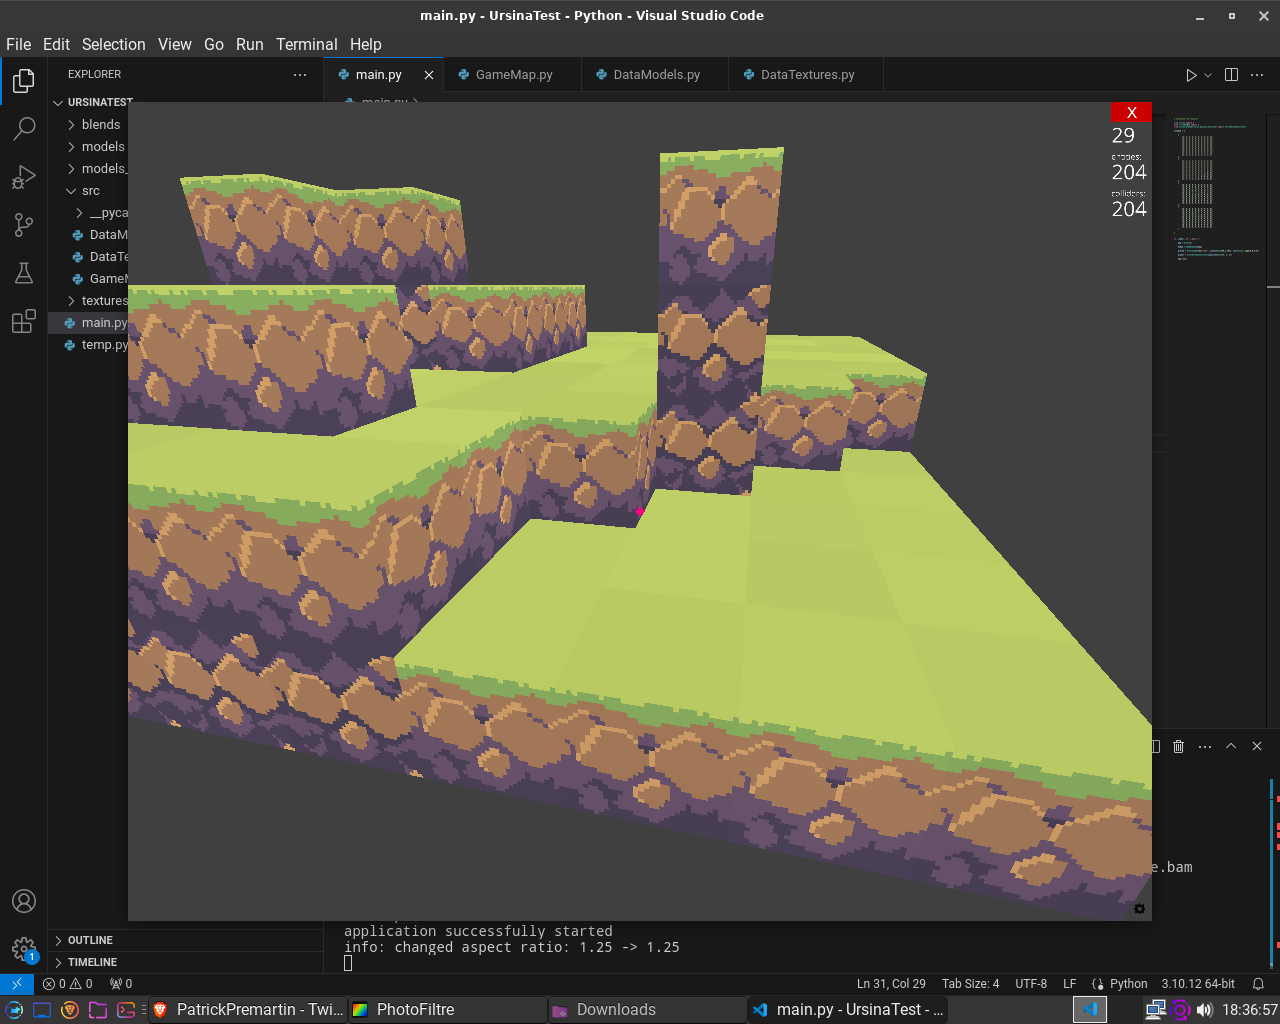 main.py - UrsinaTest - Python - Visual Studio Code
File Edit Selection View Go Run Terminal Help
EXPLORER
main.py
GameMap.py
DataModels.py
DataTextures.py
URSINATEST
main.py
blends
models
models_
src
__pyca
DataM
DataTe
GameM
textures
main.py
temp.py
X
29
entities:
204
colliders:
204
e.bam
application successfully started
info: changed aspect ratio: 1.25 -> 1.25
OUTLINE
TIMELINE
1
0 0 0 Ln 31, Col 29 Tab Size: 4 UTF-8 LF Python 3.10.12 64-bit
PatrickPremartin - Twi... PhotoFiltre Downloads main.py - UrsinaTest - ... 18:36:57